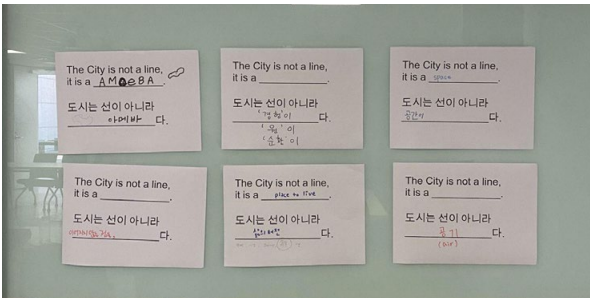 The City is not a line,
it is a AMOEBA.
도시는 선이 아니라
아메바 다.
The City is not a line,
it is a ____________.
도시는 선이 아니라
'경험'이 다.
'원'이
'순환'이
The City is not a line,
it is a space.
도시는 선이 아니라
공간이 다.
The City is not a line,
it is a ____________.
도시는 선이 아니라
다.
The City is not a line,
it is a place to live.
도시는 선이 아니라
삶의 터전 다.
The City is not a line,
it is a ____________.
도시는 선이 아니라
공기 다.
(air)